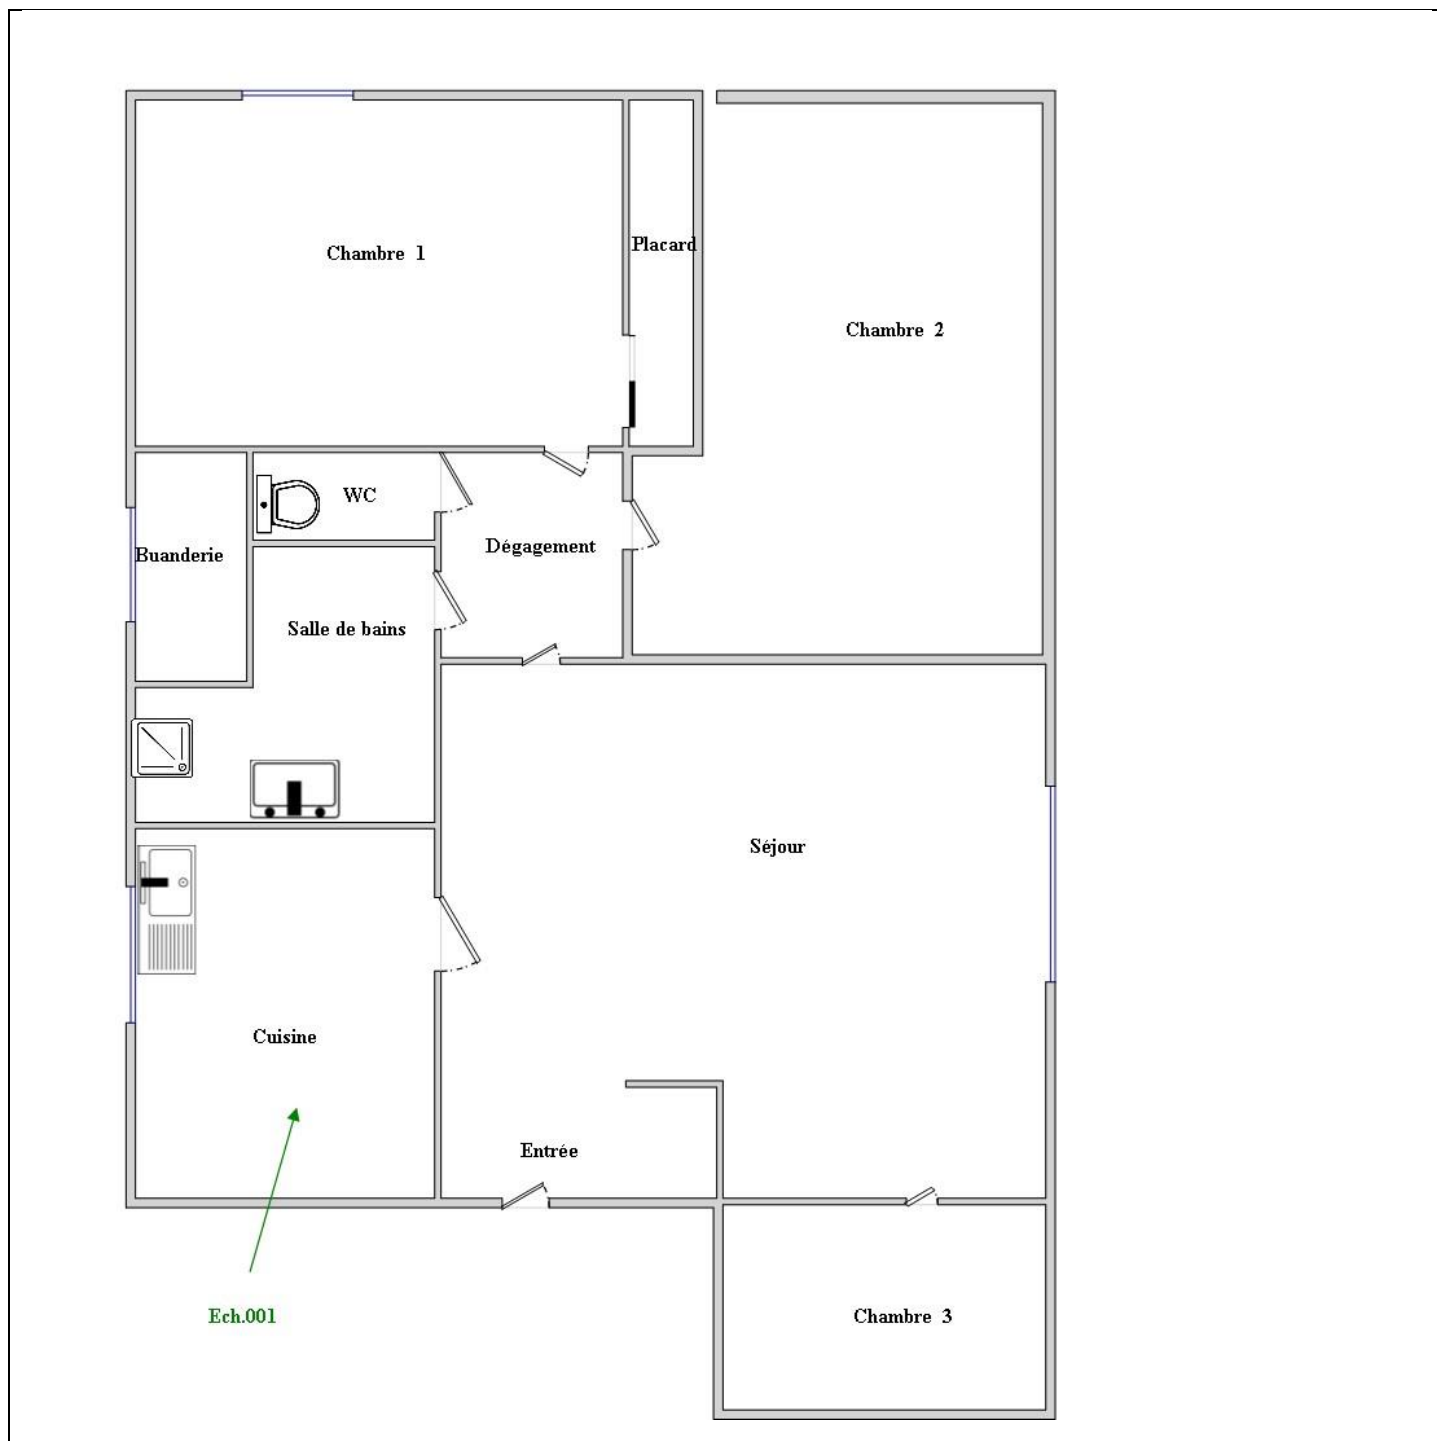 Placard
Chambre 1
Chambre 2
WC
Dégagement
Buanderie
Salle de bains
Séjour
Cuisine
Entrée
Ech.001
Chambre 3